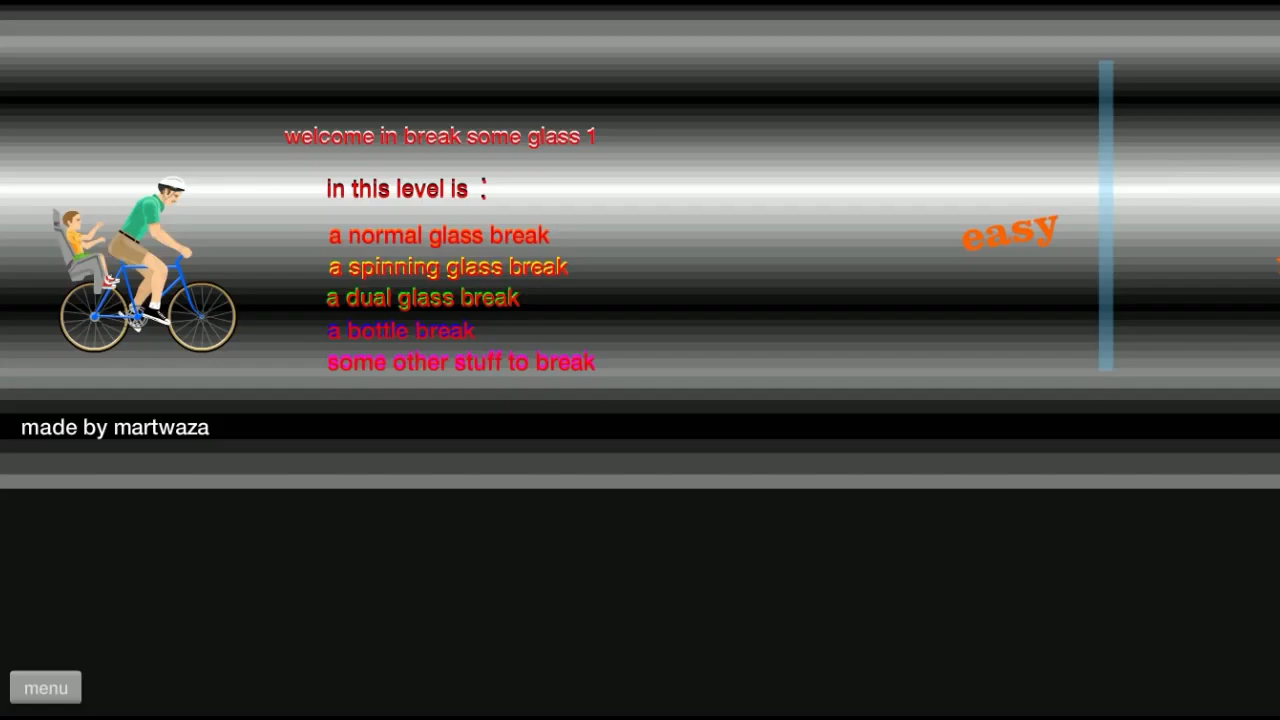 welcome in break some glass 1
in this level is :
a normal glass break
a spinning glass break
a dual glass break
a bottle break
some other stuff to break
easy
made by martwaza
menu